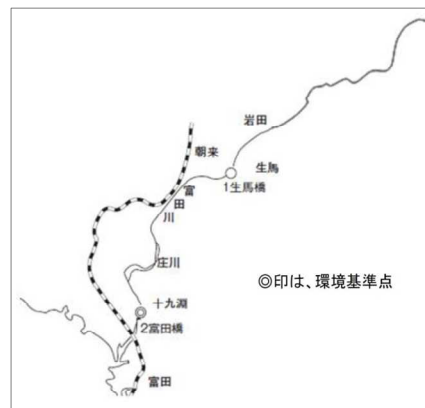 岩田
朝来
生馬
1生馬橋
富田川
庄川
◎印は、環境基準点
十九淵
2富田橋
富田